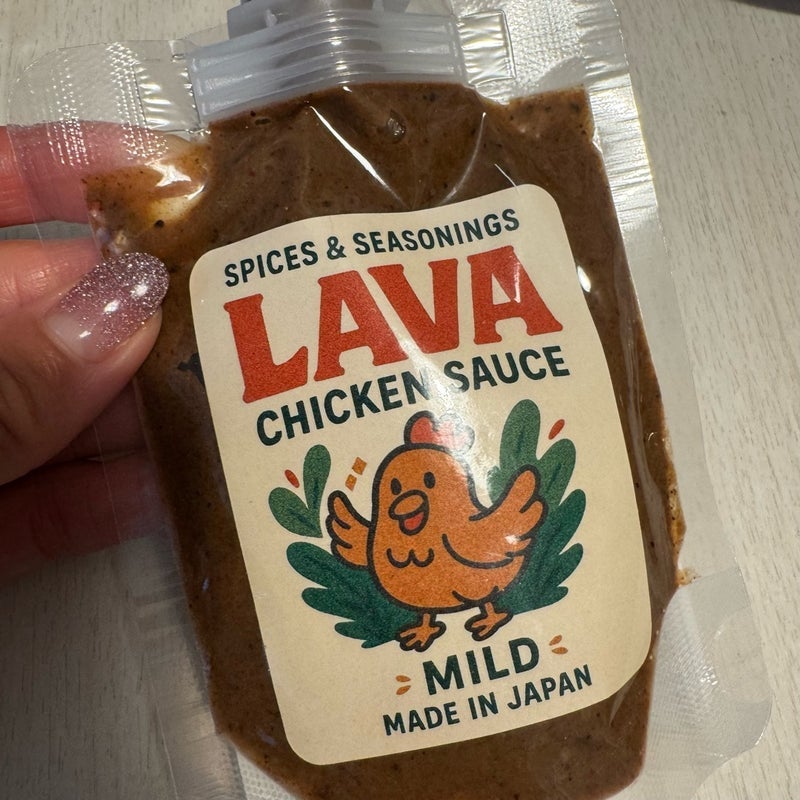 SPICES & SEASONINGS
LAVA
CHICKEN SAUCE
MILD
MADE IN JAPAN